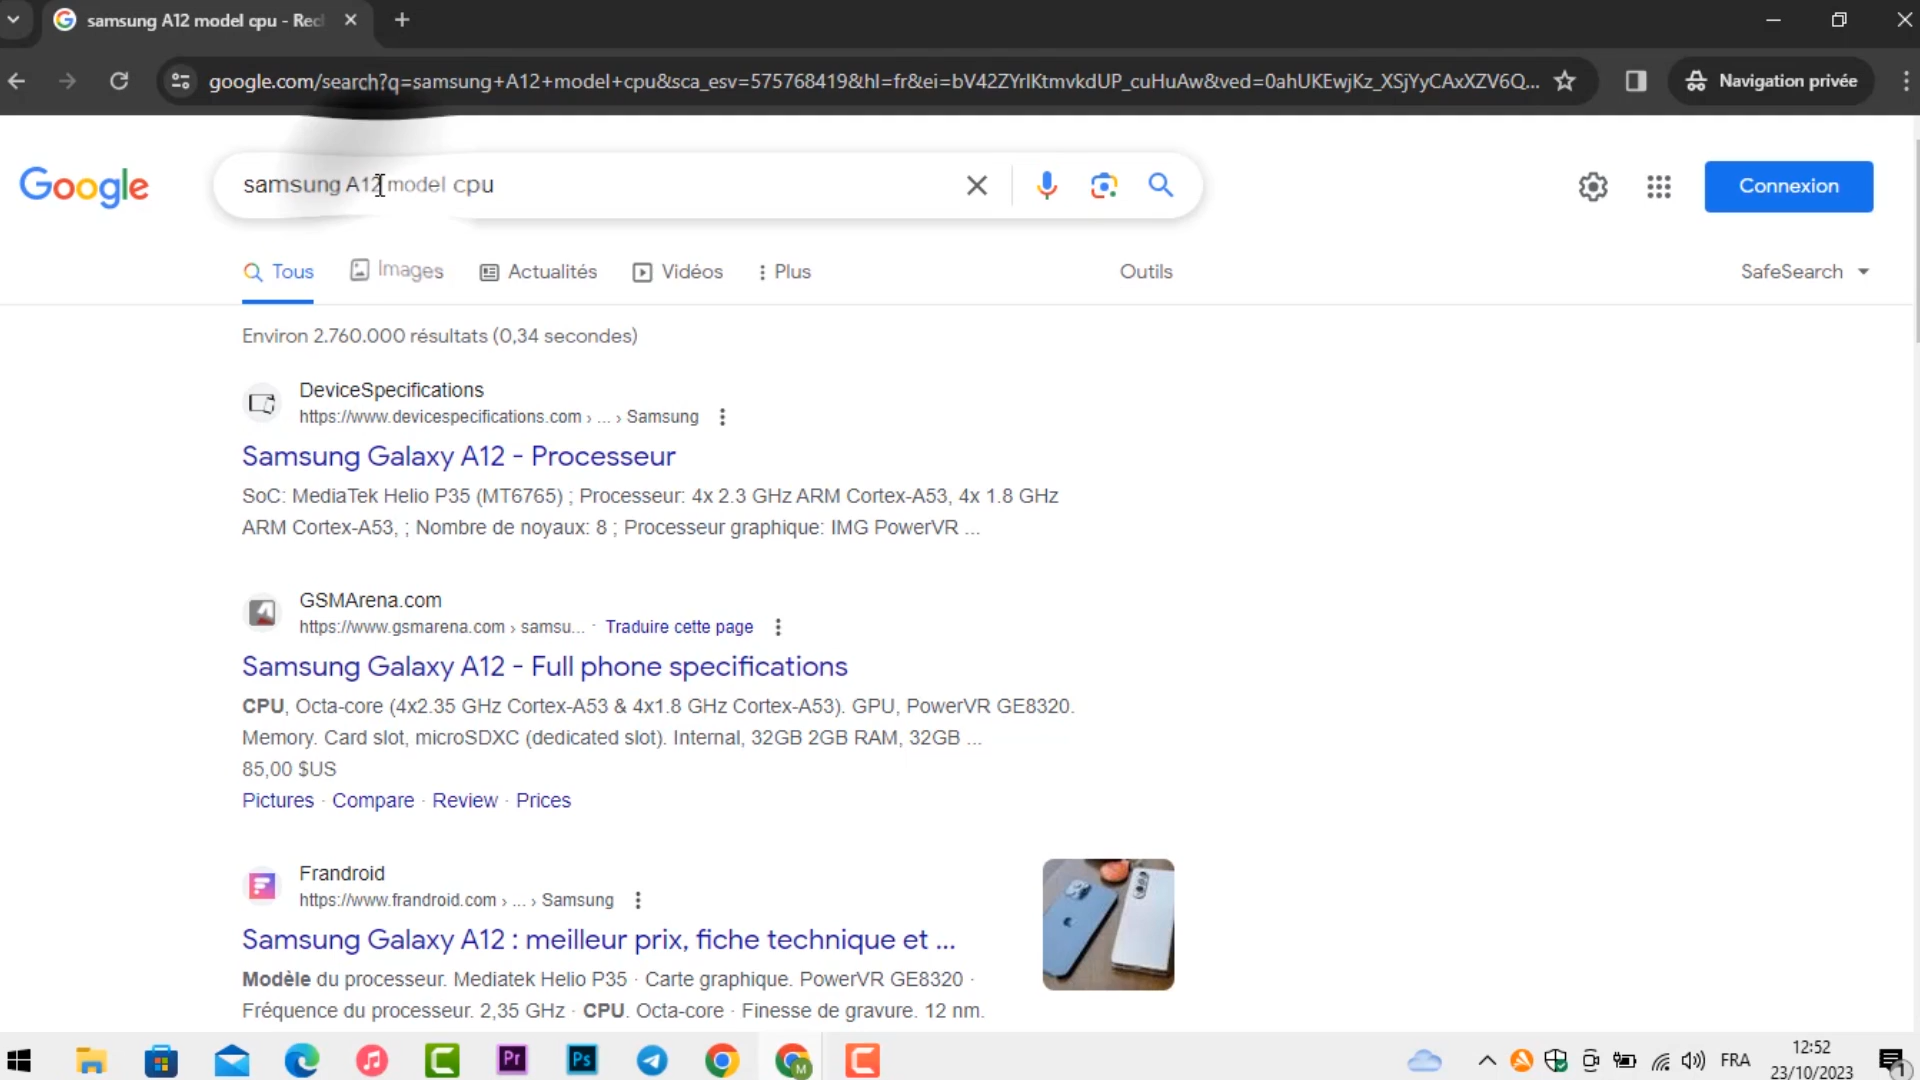 samsung A12 model cpu - Rec
google.com/search?q=samsung+A12+model+cpu&sca_esv=575768419&hl=fr&ei=bV42ZYrlKtmvkdUP_cuHuAw&ved=0ahUKEwjKz_XSjYyCAxXZV6Q...
Navigation privée
Google
samsung A12 model cpu
Connexion
Tous
Images
Actualités
Vidéos
Plus
Outils
SafeSearch
Environ 2.760.000 résultats (0,34 secondes)
DeviceSpecifications
https://www.devicespecifications.com › ... › Samsung
Samsung Galaxy A12 - Processeur
SoC: MediaTek Helio P35 (MT6765) ; Processeur: 4x 2.3 GHz ARM Cortex-A53, 4x 1.8 GHz
ARM Cortex-A53, ; Nombre de noyaux: 8 ; Processeur graphique: IMG PowerVR ...
GSMArena.com
https://www.gsmarena.com › samsu... · Traduire cette page
Samsung Galaxy A12 - Full phone specifications
CPU, Octa-core (4x2.35 GHz Cortex-A53 & 4x1.8 GHz Cortex-A53). GPU, PowerVR GE8320.
Memory. Card slot, microSDXC (dedicated slot). Internal, 32GB 2GB RAM, 32GB ...
85,00 $US
Pictures · Compare · Review · Prices
Frandroid
https://www.frandroid.com › ... › Samsung
Samsung Galaxy A12 : meilleur prix, fiche technique et ...
Modèle du processeur. Mediatek Helio P35 · Carte graphique. PowerVR GE8320 ·
Fréquence du processeur. 2,35 GHz · CPU. Octa-core · Finesse de gravure. 12 nm.
Pr
Ps
M
FRA
12:52
23/10/2023
1